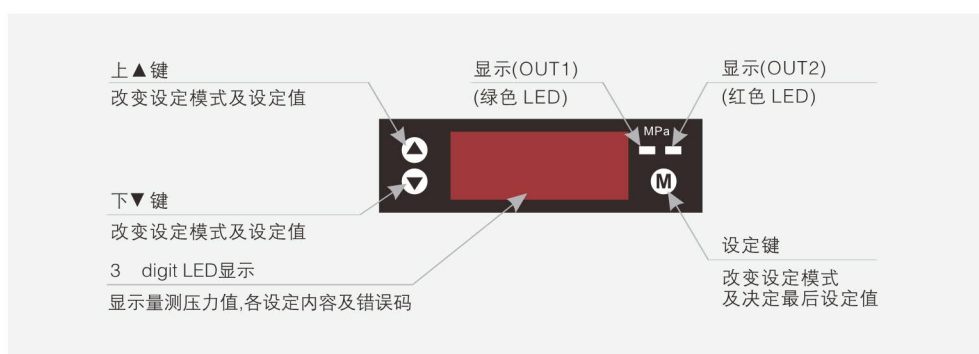 上▲键
改变设定模式及设定值
显示(OUT1)
(绿色 LED)
显示(OUT2)
(红色 LED)
MPa
M
下▼键
改变设定模式及设定值
3 digit LED显示
显示量测压力值,各设定内容及错误码
设定键
改变设定模式
及决定最后设定值